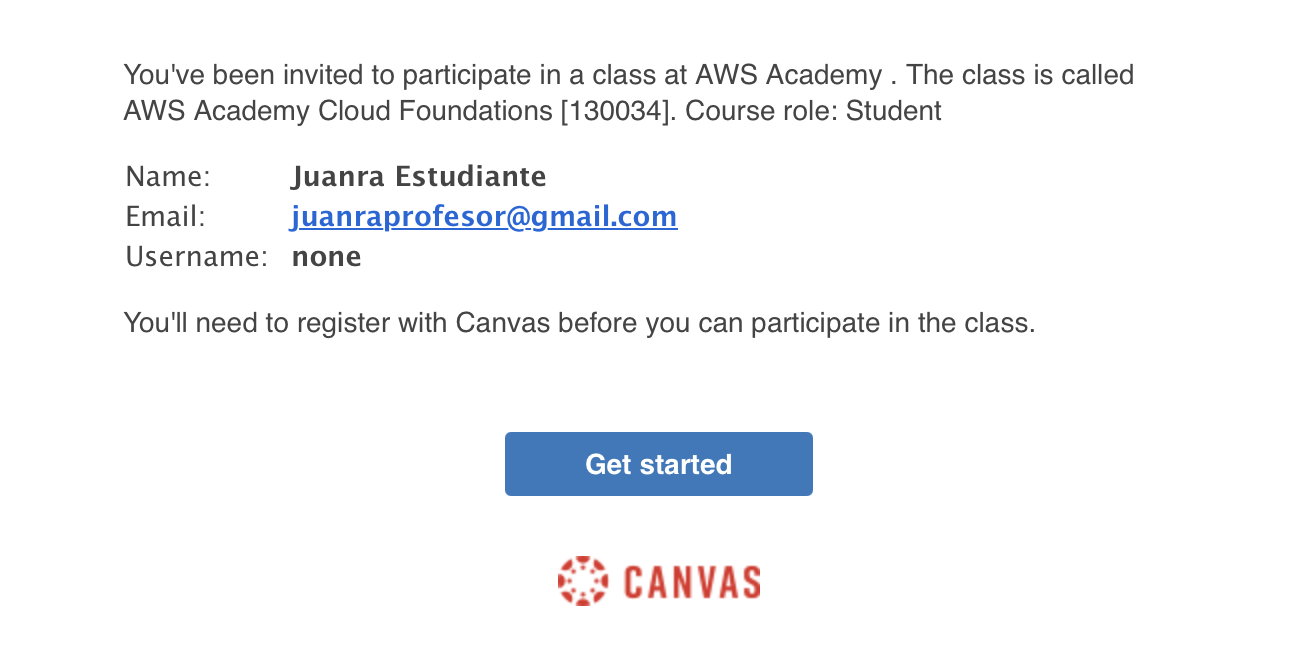 You've been invited to participate in a class at AWS Academy . The class is called
AWS Academy Cloud Foundations [130034]. Course role: Student
Name: Juanra Estudiante
Email: juanraprofesor@gmail.com
Username: none
You'll need to register with Canvas before you can participate in the class.
Get started
CANVAS